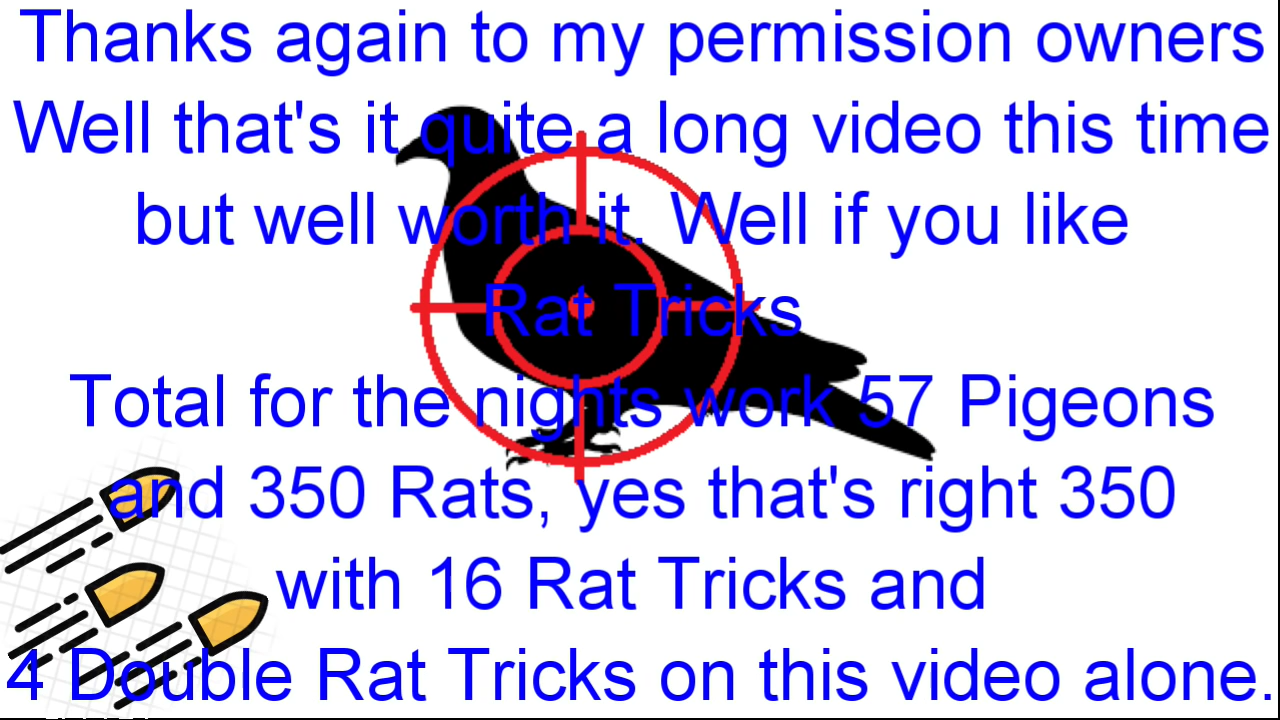 Thanks again to my permission owners
Well that's it quite a long video this time
but well worth it. Well if you like
Rat Tricks
Total for the nights work 57 Pigeons
and 350 Rats, yes that's right 350
with 16 Rat Tricks and
4 Double Rat Tricks on this video alone.